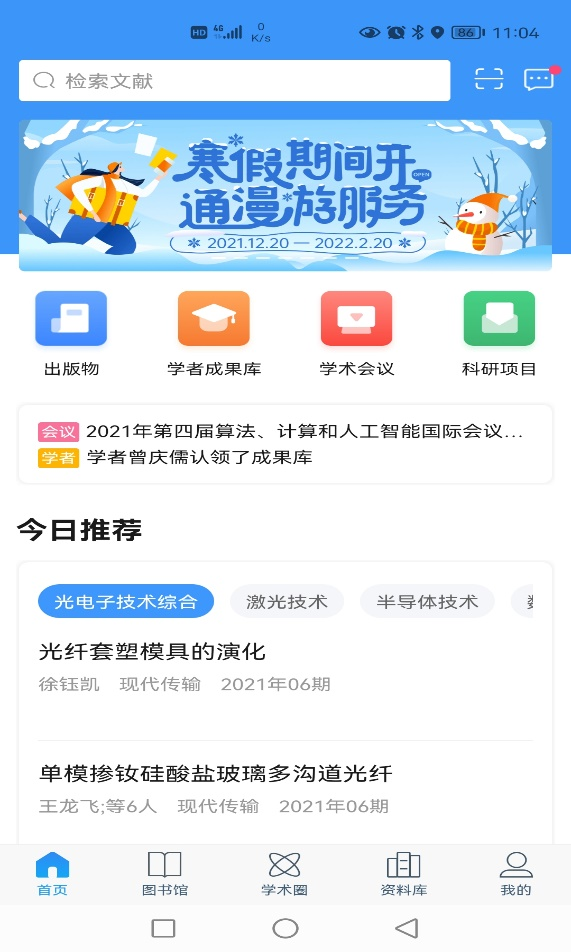 HD 4G 0 K/s 86 11:04
检索文献
寒假期间开
OPEN
通漫游服务
2021.12.20 — 2022.2.20
出版物 学者成果库 学术会议 科研项目
会议 2021年第四届算法、计算和人工智能国际会议...
学者 学者曾庆儒认领了成果库
今日推荐
光电子技术综合 激光技术 半导体技术
光纤套塑模具的演化
徐钰凯 现代传输 2021年06期
单模掺钕硅酸盐玻璃多沟道光纤
王龙飞;等6人 现代传输 2021年06期
首页 图书馆 学术圈 资料库 我的